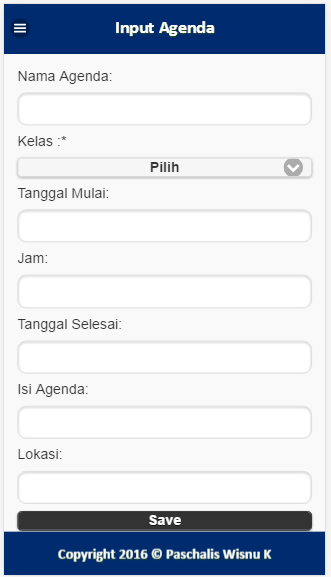 Input Agenda
Nama Agenda:
Kelas :*
Pilih
Tanggal Mulai:
Jam:
Tanggal Selesai:
Isi Agenda:
Lokasi:
Save
Copyright 2016 © Paschalis Wisnu K